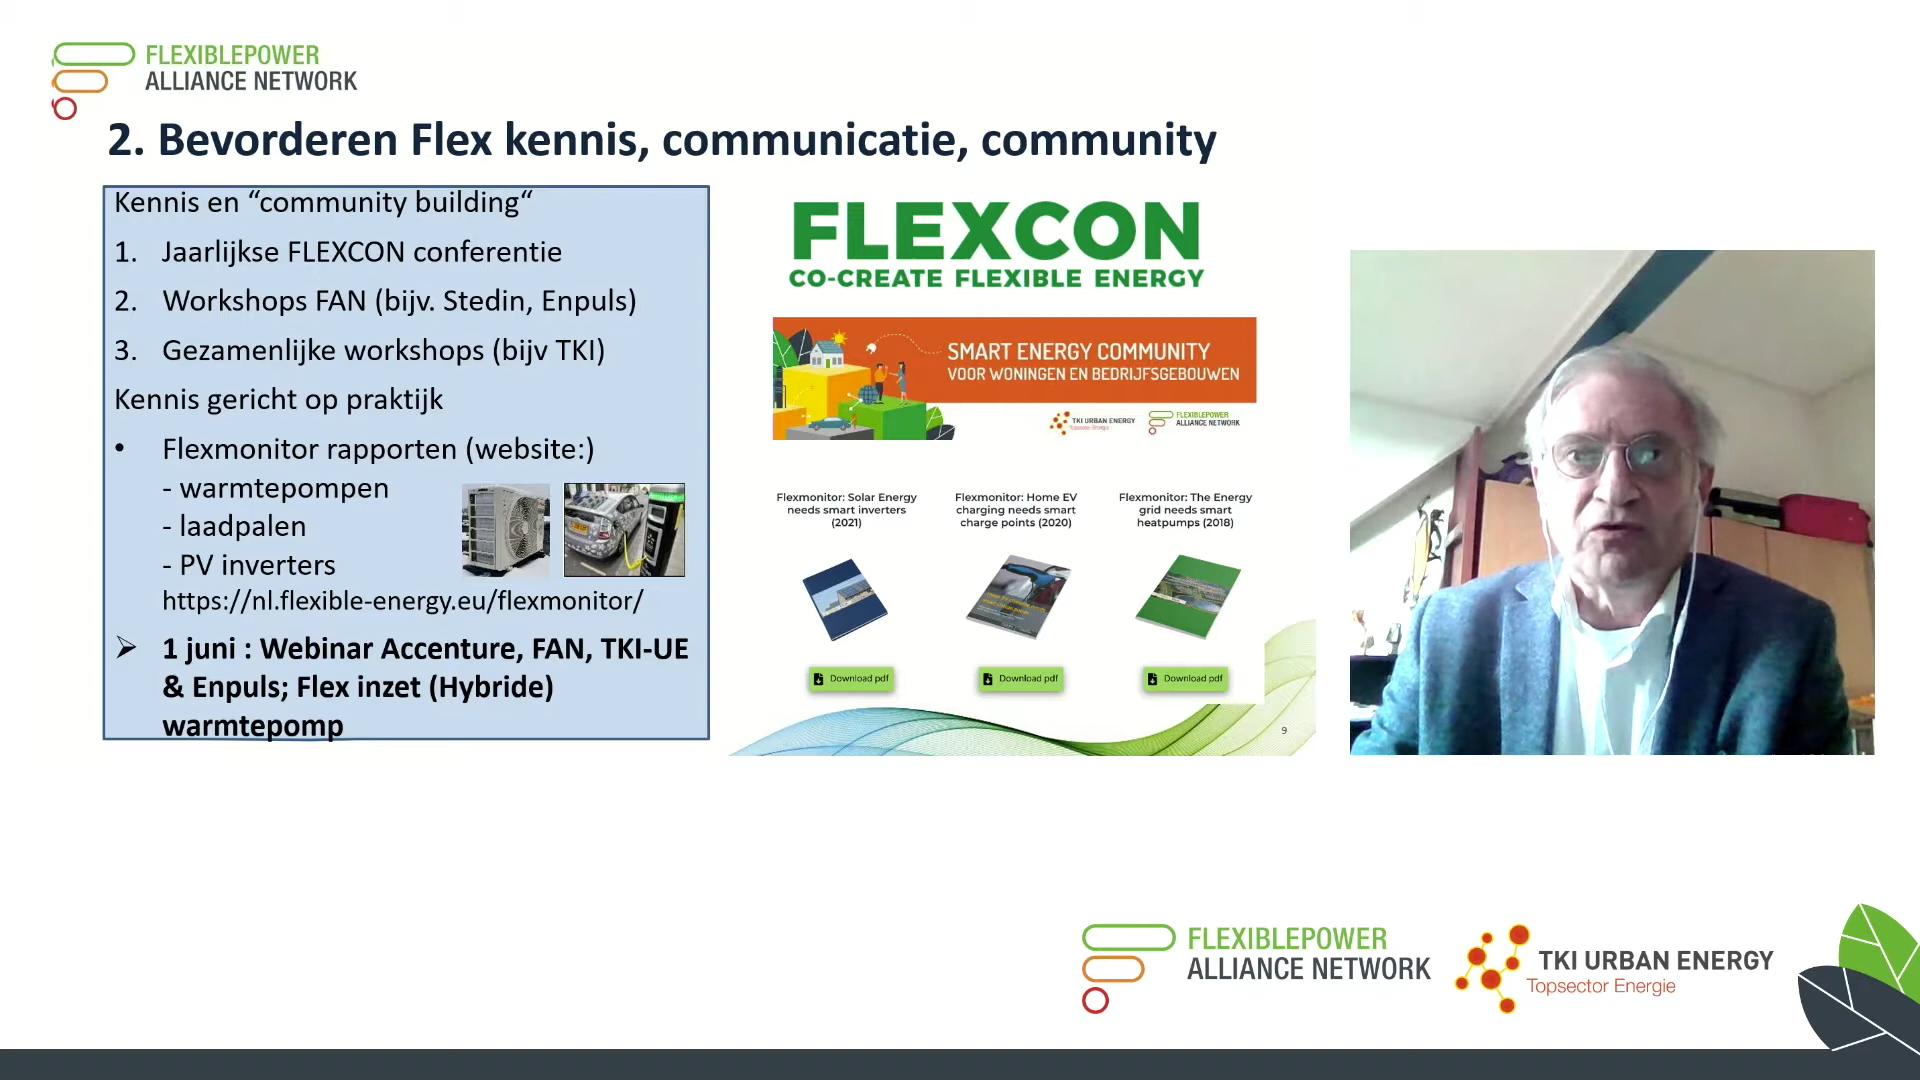 FLEXIBLEPOWER
ALLIANCE NETWORK
2. Bevorderen Flex kennis, communicatie, community
Kennis en “community building“
1. Jaarlijkse FLEXCON conferentie
2. Workshops FAN (bijv. Stedin, Enpuls)
3. Gezamenlijke workshops (bijv TKI)
Kennis gericht op praktijk
• Flexmonitor rapporten (website:)
- warmtepompen
- laadpalen
- PV inverters
https://nl.flexible-energy.eu/flexmonitor/
➢ 1 juni : Webinar Accenture, FAN, TKI-UE
& Enpuls; Flex inzet (Hybride)
warmtepomp
FLEXCON
CO-CREATE FLEXIBLE ENERGY
SMART ENERGY COMMUNITY
VOOR WONINGEN EN BEDRIJFSGEBOUWEN
TKI URBAN ENERGY
Topsector Energie
FLEXIBLEPOWER
ALLIANCE NETWORK
Flexmonitor: Solar Energy
needs smart inverters
(2021)
Flexmonitor: Home EV
charging needs smart
charge points (2020)
Flexmonitor: The Energy
grid needs smart
heatpumps (2018)
Download pdf
Download pdf
Download pdf
9
FLEXIBLEPOWER
ALLIANCE NETWORK
TKI URBAN ENERGY
Topsector Energie